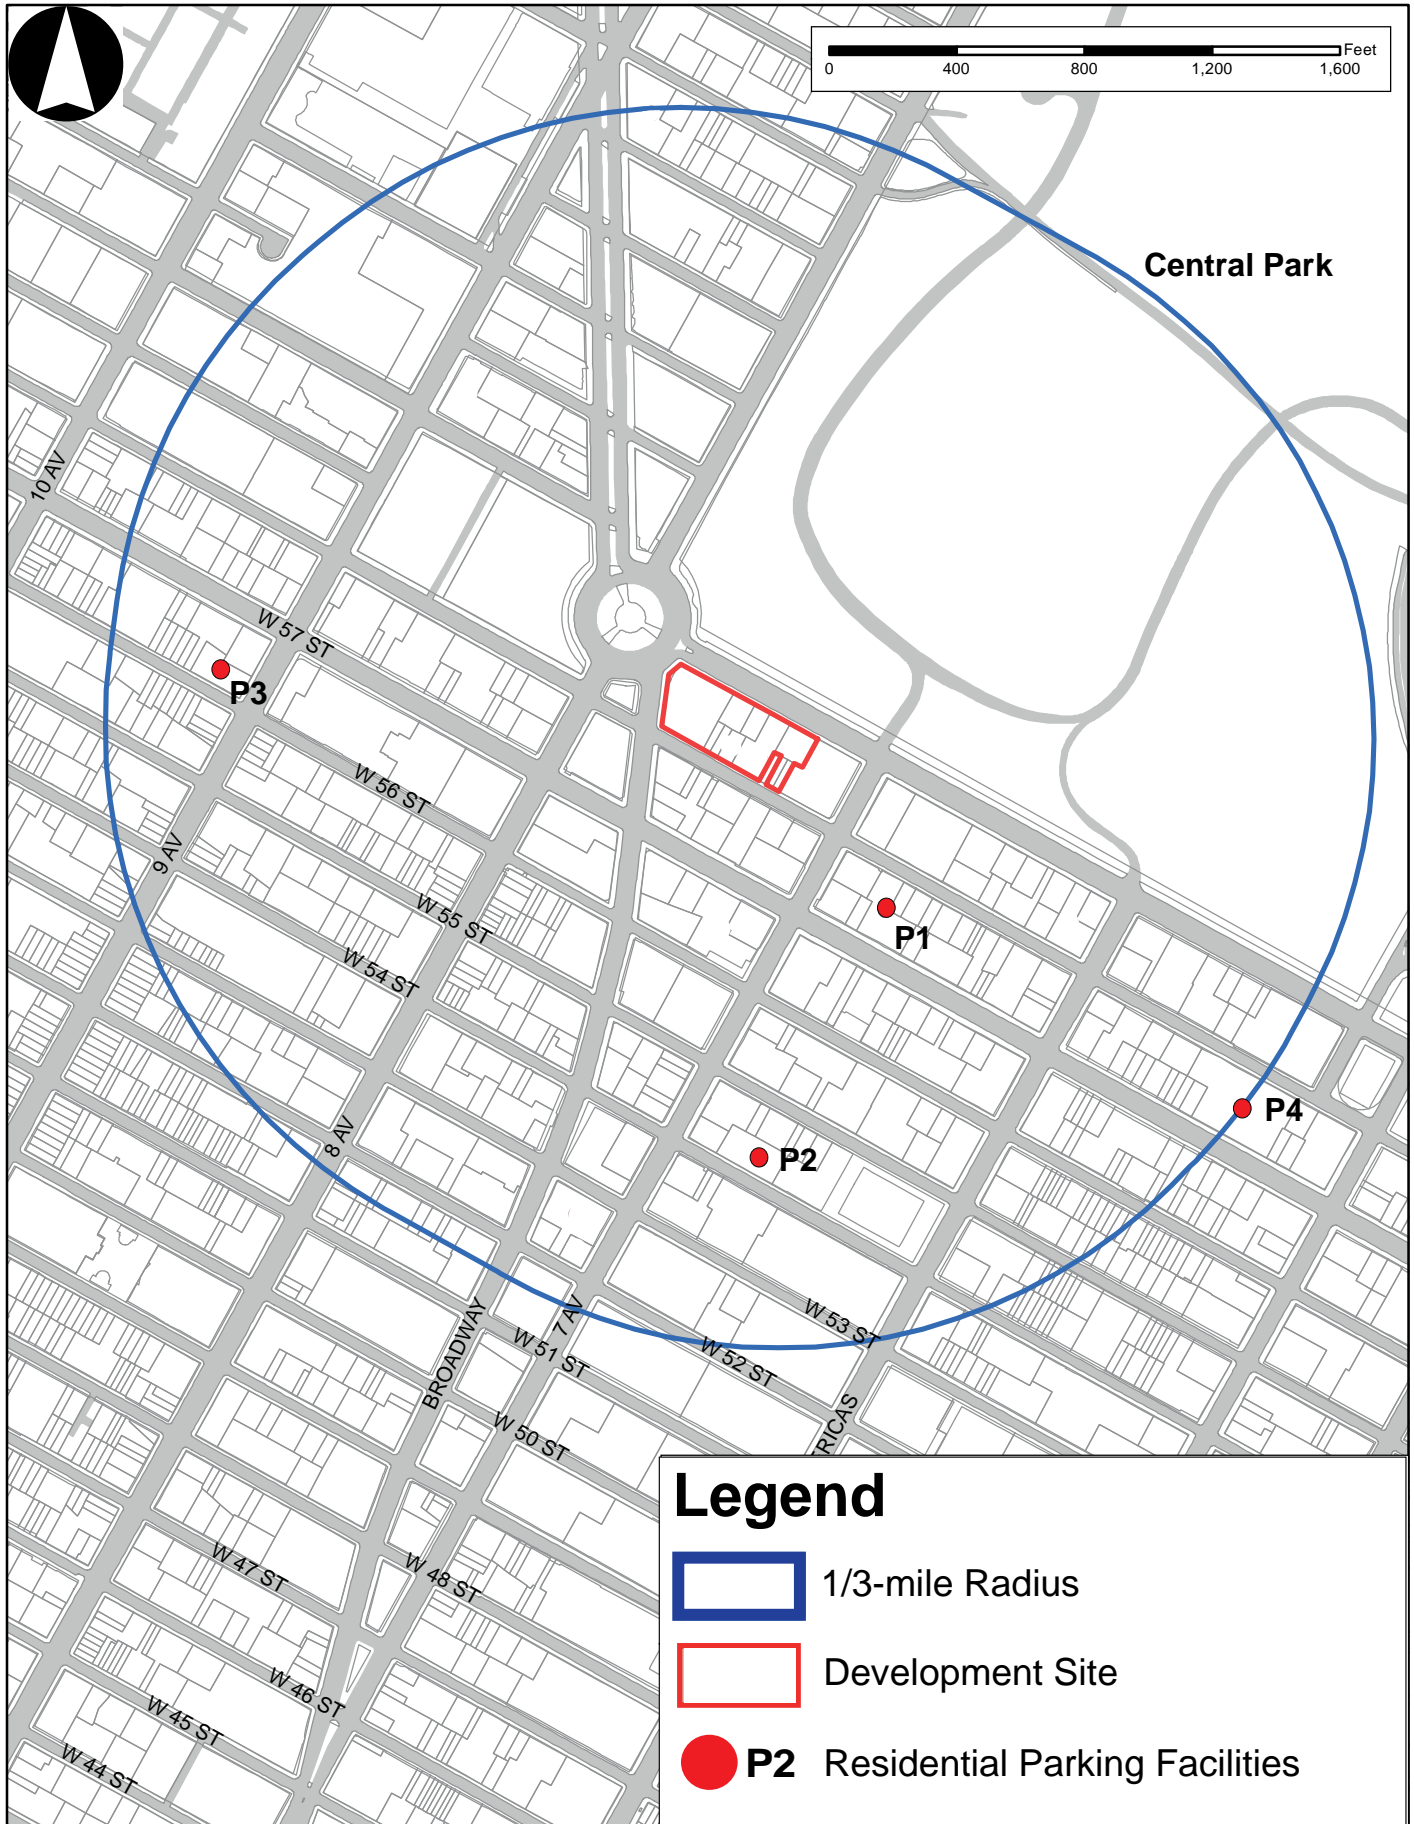 Feet
0 400 800 1,200 1,600
Central Park
10 AV
W 57 ST
P3
W 56 ST
9 AV
W 55 ST
P1
W 54 ST
P4
8 AV
P2
BROADWAY
7 AV
W 53 ST
W 51 ST
W 52 ST
RICAS
W 50 ST
Legend
W 47 ST
W 48 ST
1/3-mile Radius
Development Site
W 46 ST
W 45 ST
W 44 ST
P2 Residential Parking Facilities